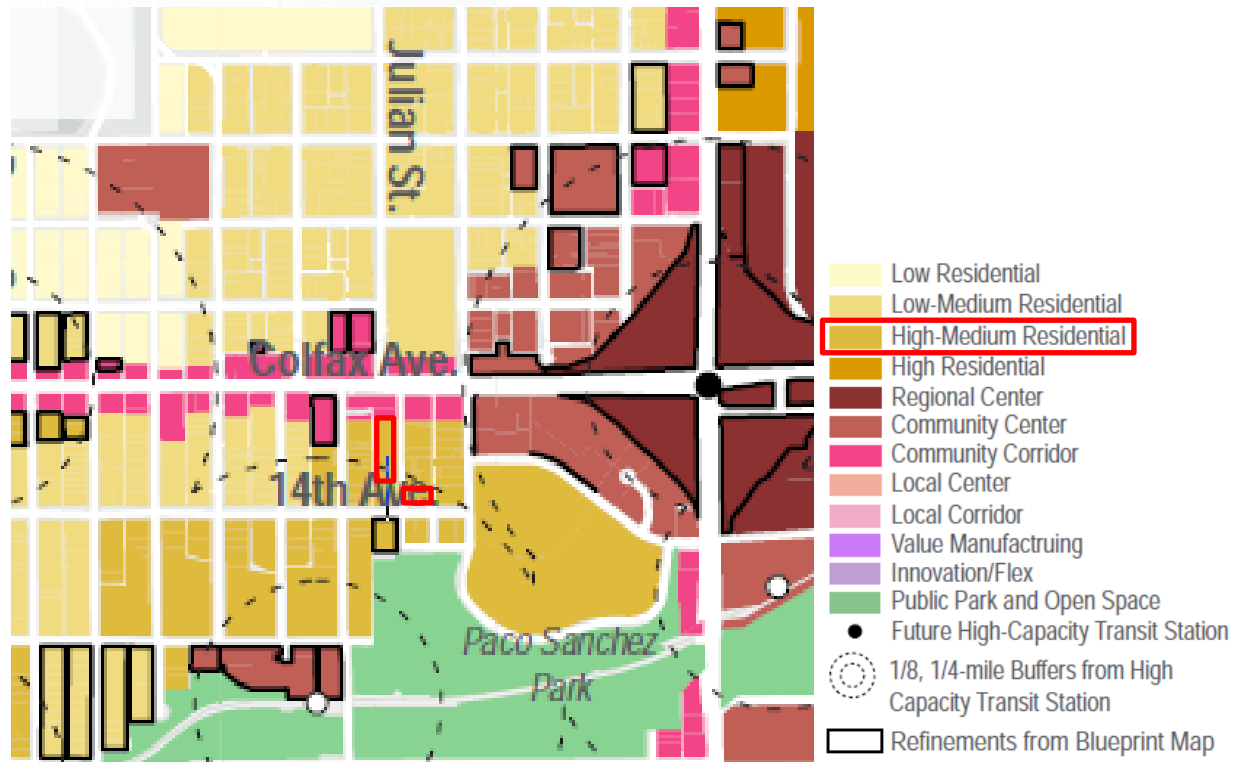 Julian St.
Colfax Ave.
14th Ave.
Paco Sanchez
Park
Low Residential
Low-Medium Residential
High-Medium Residential
High Residential
Regional Center
Community Center
Community Corridor
Local Center
Local Corridor
Value Manufactruing
Innovation/Flex
Public Park and Open Space
Future High-Capacity Transit Station
1/8, 1/4-mile Buffers from High
Capacity Transit Station
Refinements from Blueprint Map